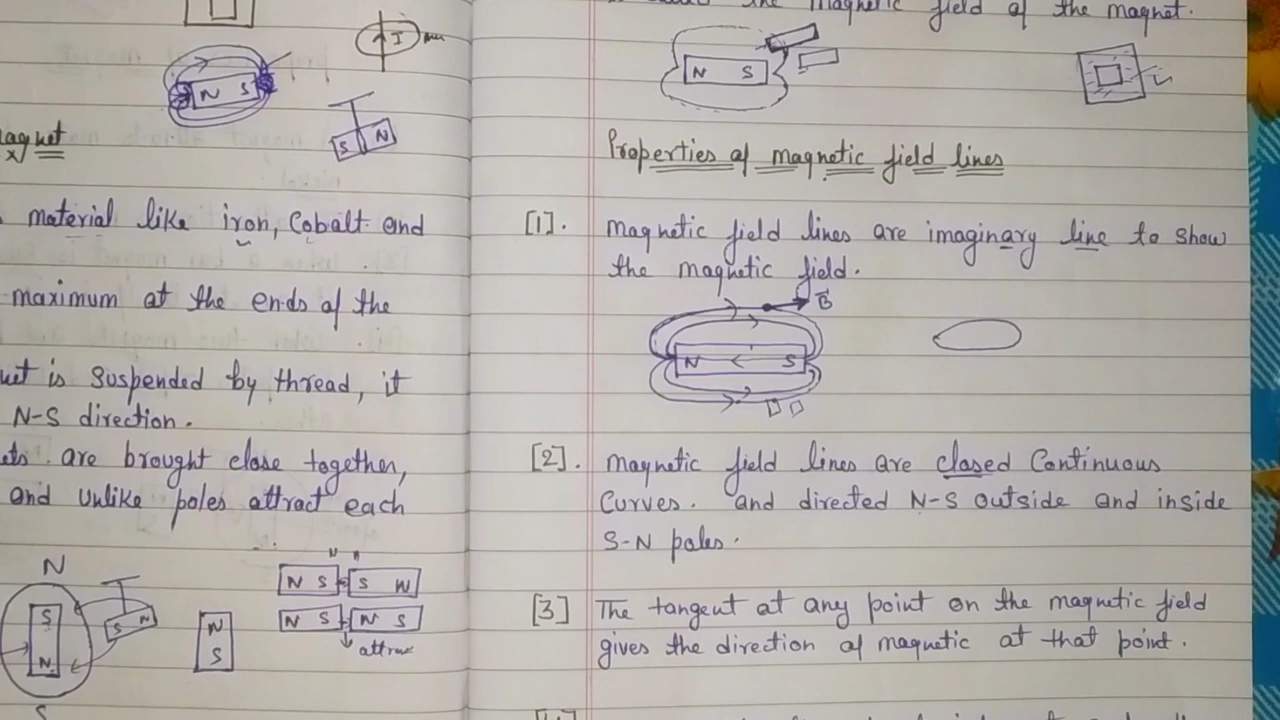 N S
I
S N
agnet
material like iron, Cobalt and
maximum at the ends of the
net is suspended by thread, it
N-S direction.
ets are brought close together,
and unlike poles attract each
N
S
N
S N
S
N
S
N S S N
N S N S
attrac
the magnetic field of the magnet.
N S
i
Properties of magnetic field lines
[1]. magnetic field lines are imaginary line to show
the magnetic field.
B
N S
[2]. magnetic field lines are closed Continuous
Curves. and directed N-S outside and inside
S-N poles.
[3] The tangent at any point on the magnetic field
gives the direction of magnetic at that point.